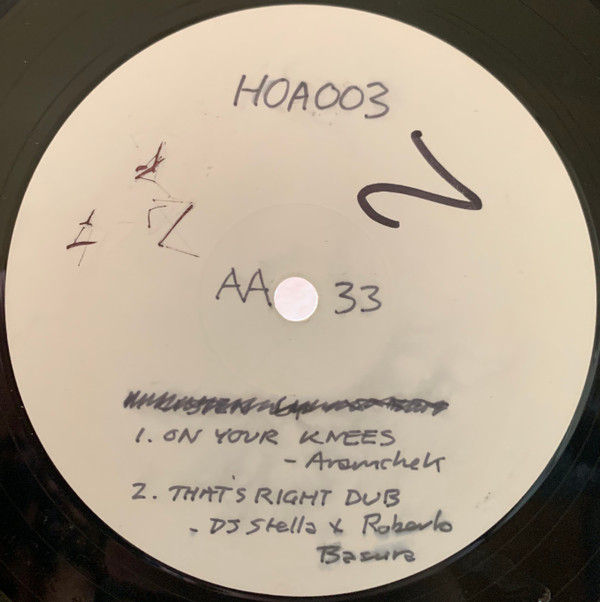 HOA003
2
AA 33
1. ON YOUR KNEES
- Aramchek
2. THAT'S RIGHT DUB
- DJ Stella x Roberto
Basura